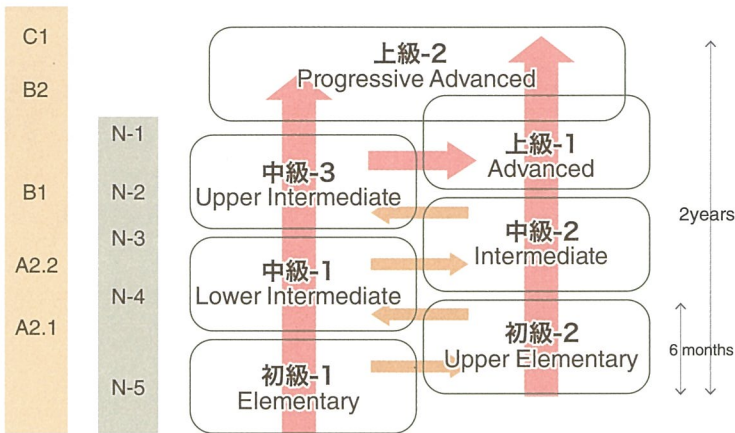 C1
B2
B1
A2.2
A2.1
N-1
N-2
N-3
N-4
N-5
上級-2
Progressive Advanced
上級-1
Advanced
中級-3
Upper Intermediate
中級-2
Intermediate
中級-1
Lower Intermediate
初級-2
Upper Elementary
初級-1
Elementary
2years
6 months